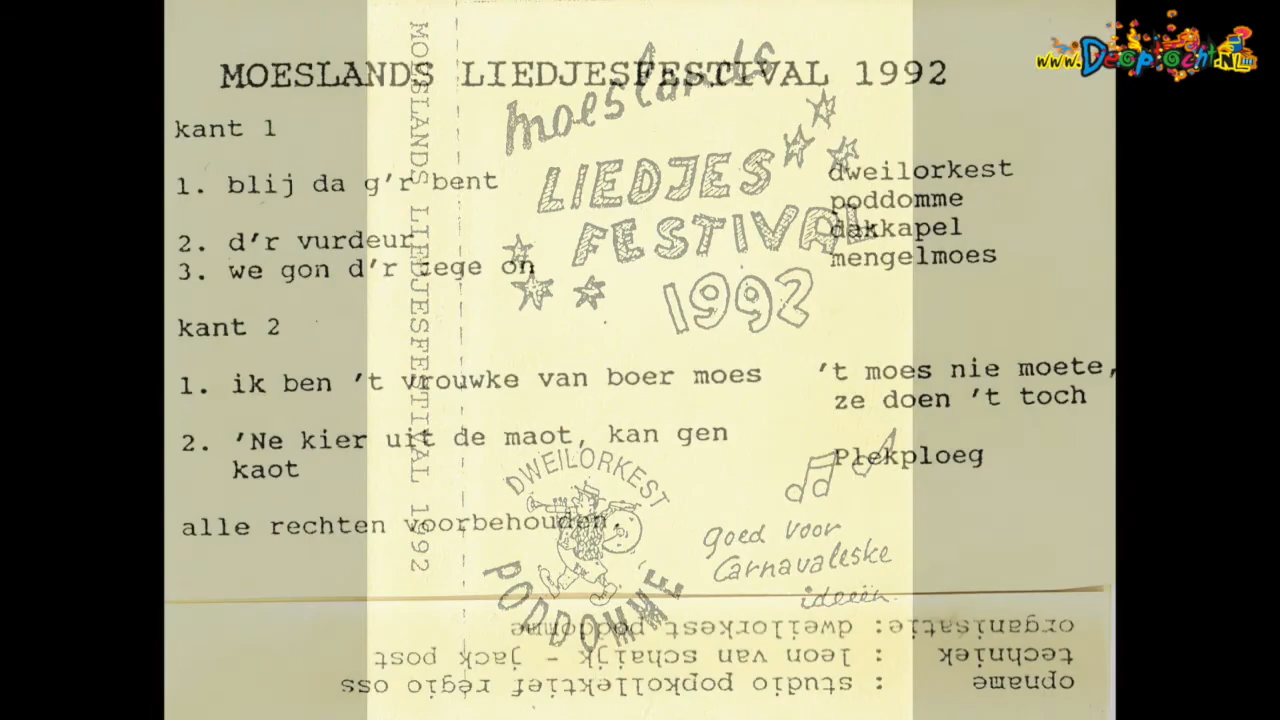 www.Deoptocht.NL
MOESLANDS LIEDJESFESTIVAL 1992
kant 1
1. blij da g'r bent dweilorkest
poddomme
2. d'r vurdeur dakkapel
3. we gon d'r tege on mengelmoes
kant 2
1. ik ben 't vrouwke van boer moes 't moes nie moete,
ze doen 't toch
2. 'Ne kier uit de maot, kan gen
kaot Plekploeg
alle rechten voorbehouden.
MOESLANDS LIEDJESFESTIVAL 1992
moeslands
LIEDJES
FESTIVAL
1992
DWEILORKEST
PODDOMME
goed voor
Carnavaleske
ideeën.
organisatie: dweilorkest poddomme
techniek : leon van schaijk - jack post
opname : studio popkollektief regio oss